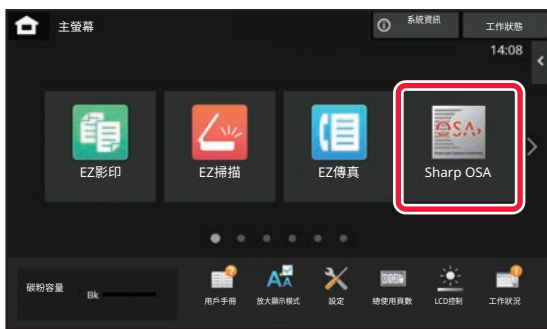 主螢幕
系統資訊
工作狀態
14:08
EZ影印
EZ掃描
EZ傳真
OSA
Sharp OSA
碳粉容量
Bk
用戶手冊
放大顯示模式
設定
總使用頁數
LCD控制
工作狀況